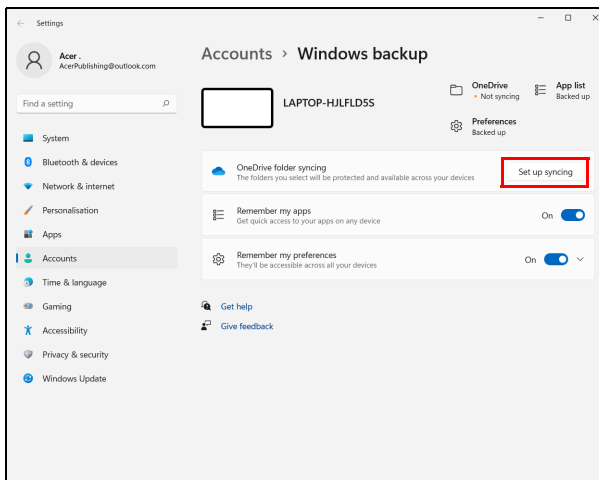 Settings
Acer .
AcerPublishing@outlook.com
Find a setting
System
Bluetooth & devices
Network & internet
Personalisation
Apps
Accounts
Time & language
Gaming
Accessibility
Privacy & security
Windows Update
Accounts > Windows backup
LAPTOP-HJLFLD5S
OneDrive
• Not syncing
App list
Backed up
Preferences
Backed up
OneDrive folder syncing
The folders you select will be protected and available across your devices
Set up syncing
Remember my apps
Get quick access to your apps on any device
On
Remember my preferences
They'll be accessible across all your devices
On
Get help
Give feedback